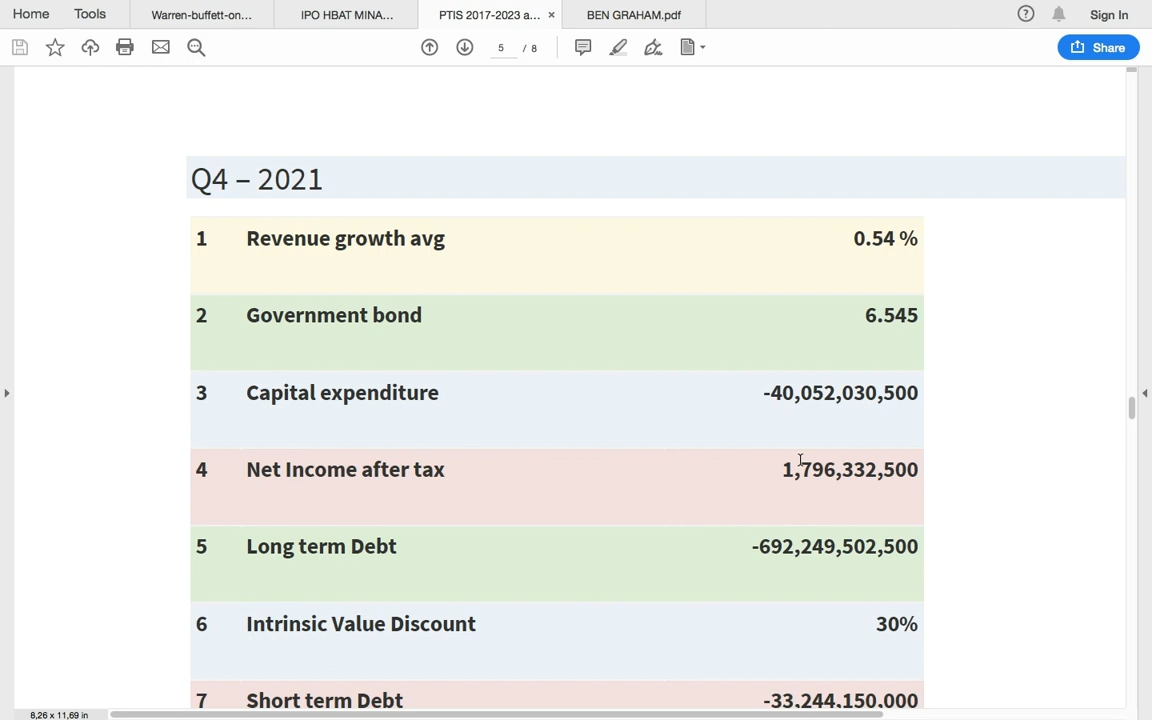 Home Tools Warren-buffett-on... IPO HBAT MINA... PTIS 2017-2023 a... × BEN GRAHAM.pdf Sign In
5 / 8 Share
Q4 – 2021
1 Revenue growth avg 0.54 %
2 Government bond 6.545
3 Capital expenditure -40,052,030,500
4 Net Income after tax 1,796,332,500
5 Long term Debt -692,249,502,500
6 Intrinsic Value Discount 30%
7 Short term Debt -33,244,150,000
8,26 x 11,69 in